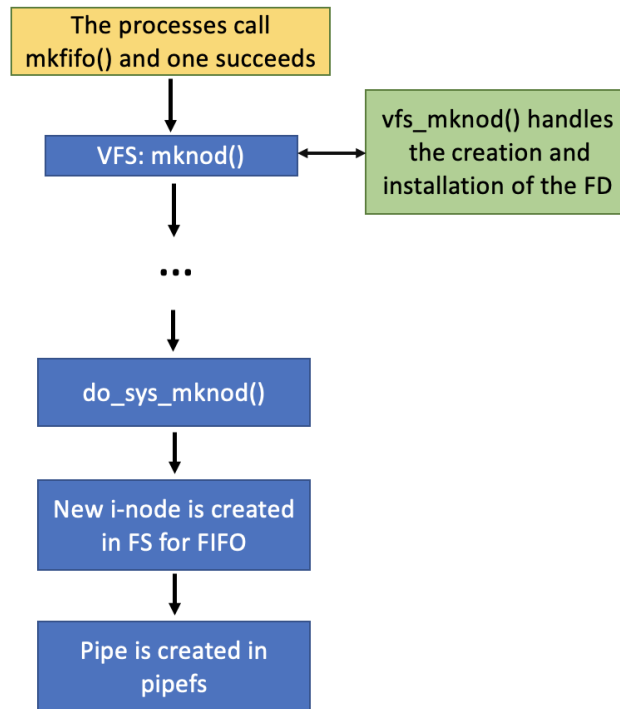 The processes call
mkfifo() and one succeeds
VFS: mknod()
vfs_mknod() handles
the creation and
installation of the FD
...
do_sys_mknod()
New i-node is created
in FS for FIFO
Pipe is created in
pipefs